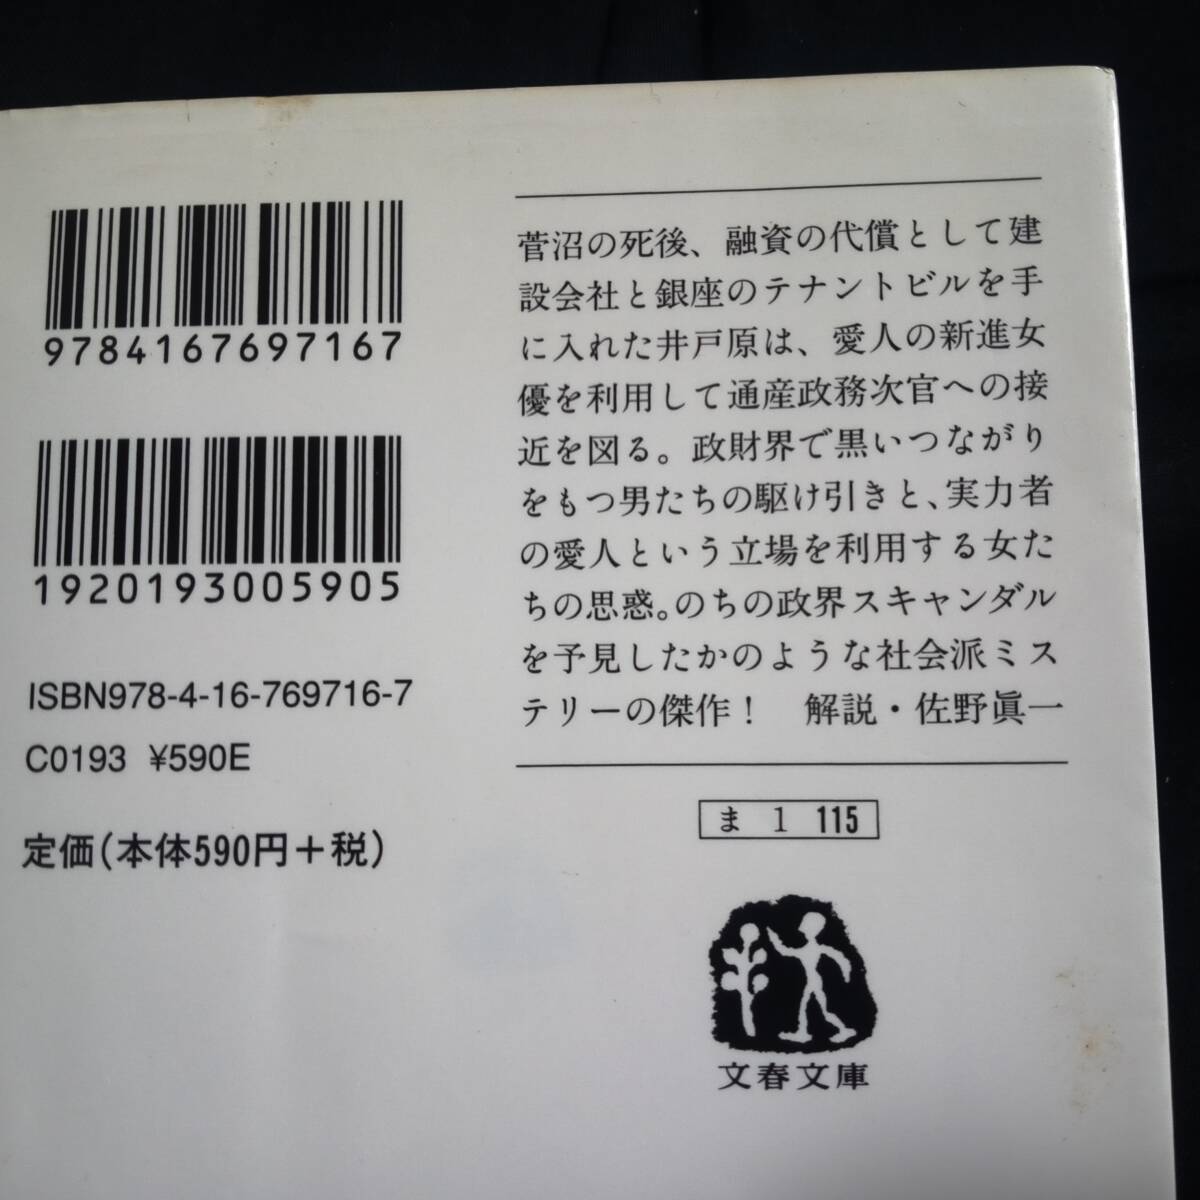 9784167697167
1920193005905
ISBN978-4-16-769716-7
C0193 ¥590E
定価(本体590円+税)
菅沼の死後、融資の代償として建
設会社と銀座のテナントビルを手
に入れた井戸原は、愛人の新進女
優を利用して通産政務次官への接
近を図る。政財界で黒いつながり
をもつ男たちの駆け引きと、実力者
の愛人という立場を利用する女た
ちの思惑。のちの政界スキャンダル
を予見したかのような社会派ミス
テリーの傑作！　解説・佐野眞一
ま 1 115
文春文庫